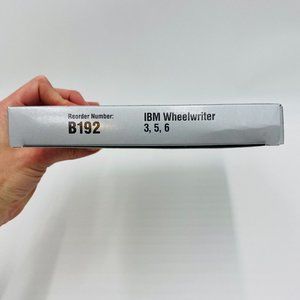 Reorder Number:
B192
IBM Wheelwriter
3, 5, 6